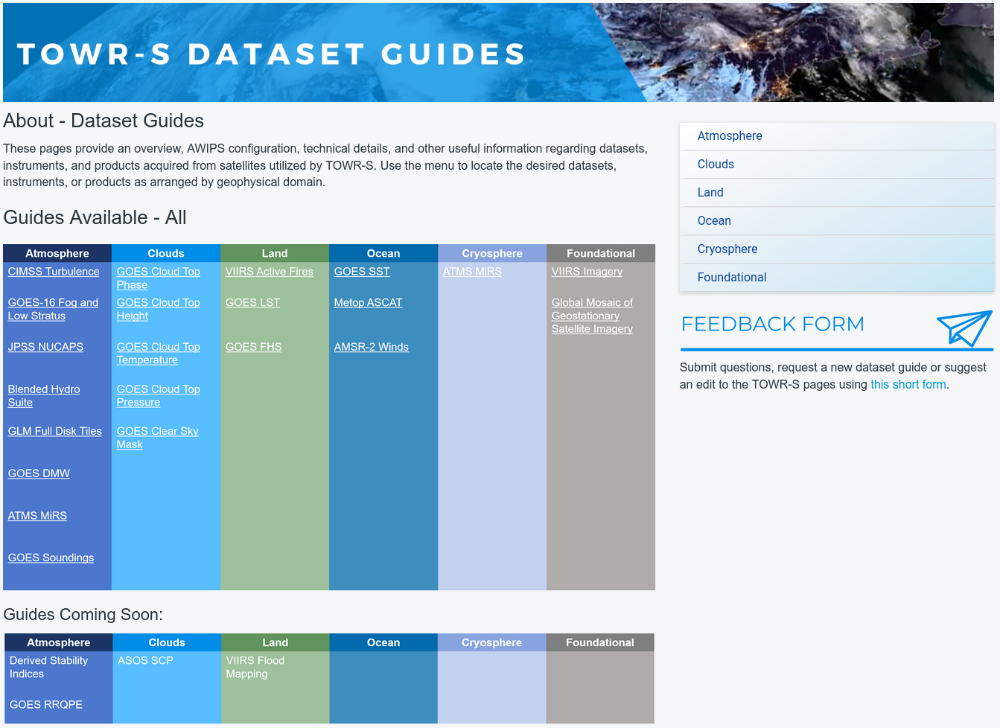 TOWR-S DATASET GUIDES
About - Dataset Guides
These pages provide an overview, AWIPS configuration, technical details, and other useful information regarding datasets,
instruments, and products acquired from satellites utilized by TOWR-S. Use the menu to locate the desired datasets,
instruments, or products as arranged by geophysical domain.
Guides Available - All
Atmosphere Clouds Land Ocean Cryosphere Foundational
CIMSS Turbulence
GOES-16 Fog and
Low Stratus
JPSS NUCAPS
Blended Hydro
Suite
GLM Full Disk Tiles
GOES DMW
ATMS MiRS
GOES Soundings
GOES Cloud Top
Phase
GOES Cloud Top
Height
GOES Cloud Top
Temperature
GOES Cloud Top
Pressure
GOES Clear Sky
Mask
VIIRS Active Fires
GOES LST
GOES FHS
GOES SST
Metop ASCAT
AMSR-2 Winds
ATMS MiRS
VIIRS Imagery
Global Mosaic of
Geostationary
Satellite Imagery
Guides Coming Soon:
Atmosphere Clouds Land Ocean Cryosphere Foundational
Derived Stability
Indices
GOES RRQPE
ASOS SCP
VIIRS Flood
Mapping
Atmosphere
Clouds
Land
Ocean
Cryosphere
Foundational
FEEDBACK FORM
Submit questions, request a new dataset guide or suggest
an edit to the TOWR-S pages using this short form.